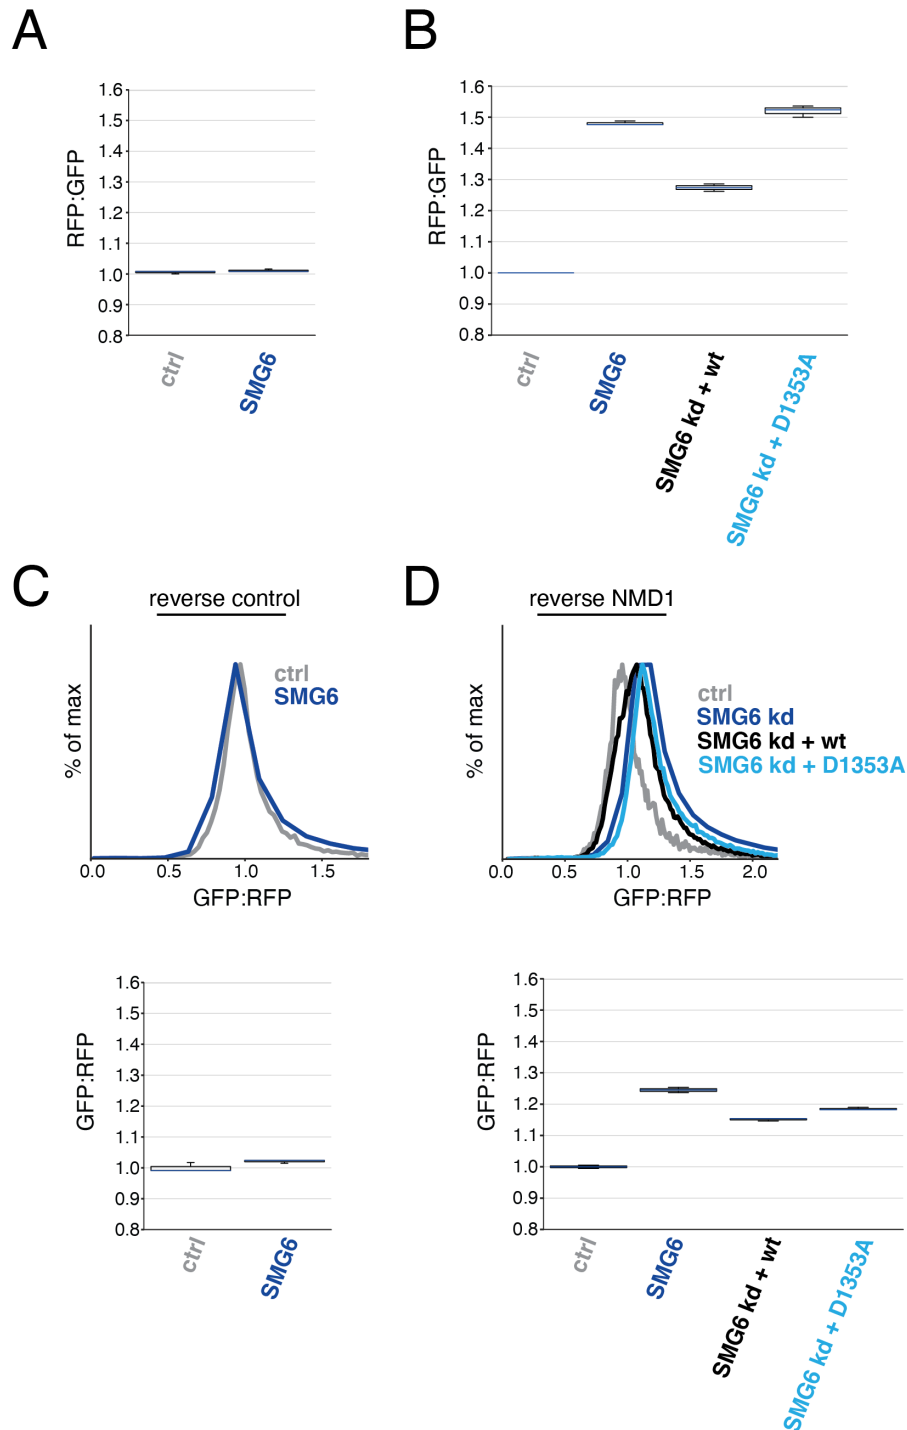 A
B
1.6
1.5
1.4
1.3
1.2
1.1
1.0
0.9
0.8
RFP:GFP
ctrl
SMG6
1.6
1.5
1.4
1.3
1.2
1.1
1.0
0.9
0.8
RFP:GFP
ctrl
SMG6
SMG6 kd + wt
SMG6 kd + D1353A
C
reverse control
% of max
ctrl
SMG6
0.0
0.5
1.0
1.5
GFP:RFP
D
reverse NMD1
% of max
ctrl
SMG6 kd
SMG6 kd + wt
SMG6 kd + D1353A
0.0
0.5
1.0
1.5
2.0
GFP:RFP
1.6
1.5
1.4
1.3
1.2
1.1
1.0
0.9
0.8
GFP:RFP
ctrl
SMG6
1.6
1.5
1.4
1.3
1.2
1.1
1.0
0.9
0.8
GFP:RFP
ctrl
SMG6
SMG6 kd + wt
SMG6 kd + D1353A